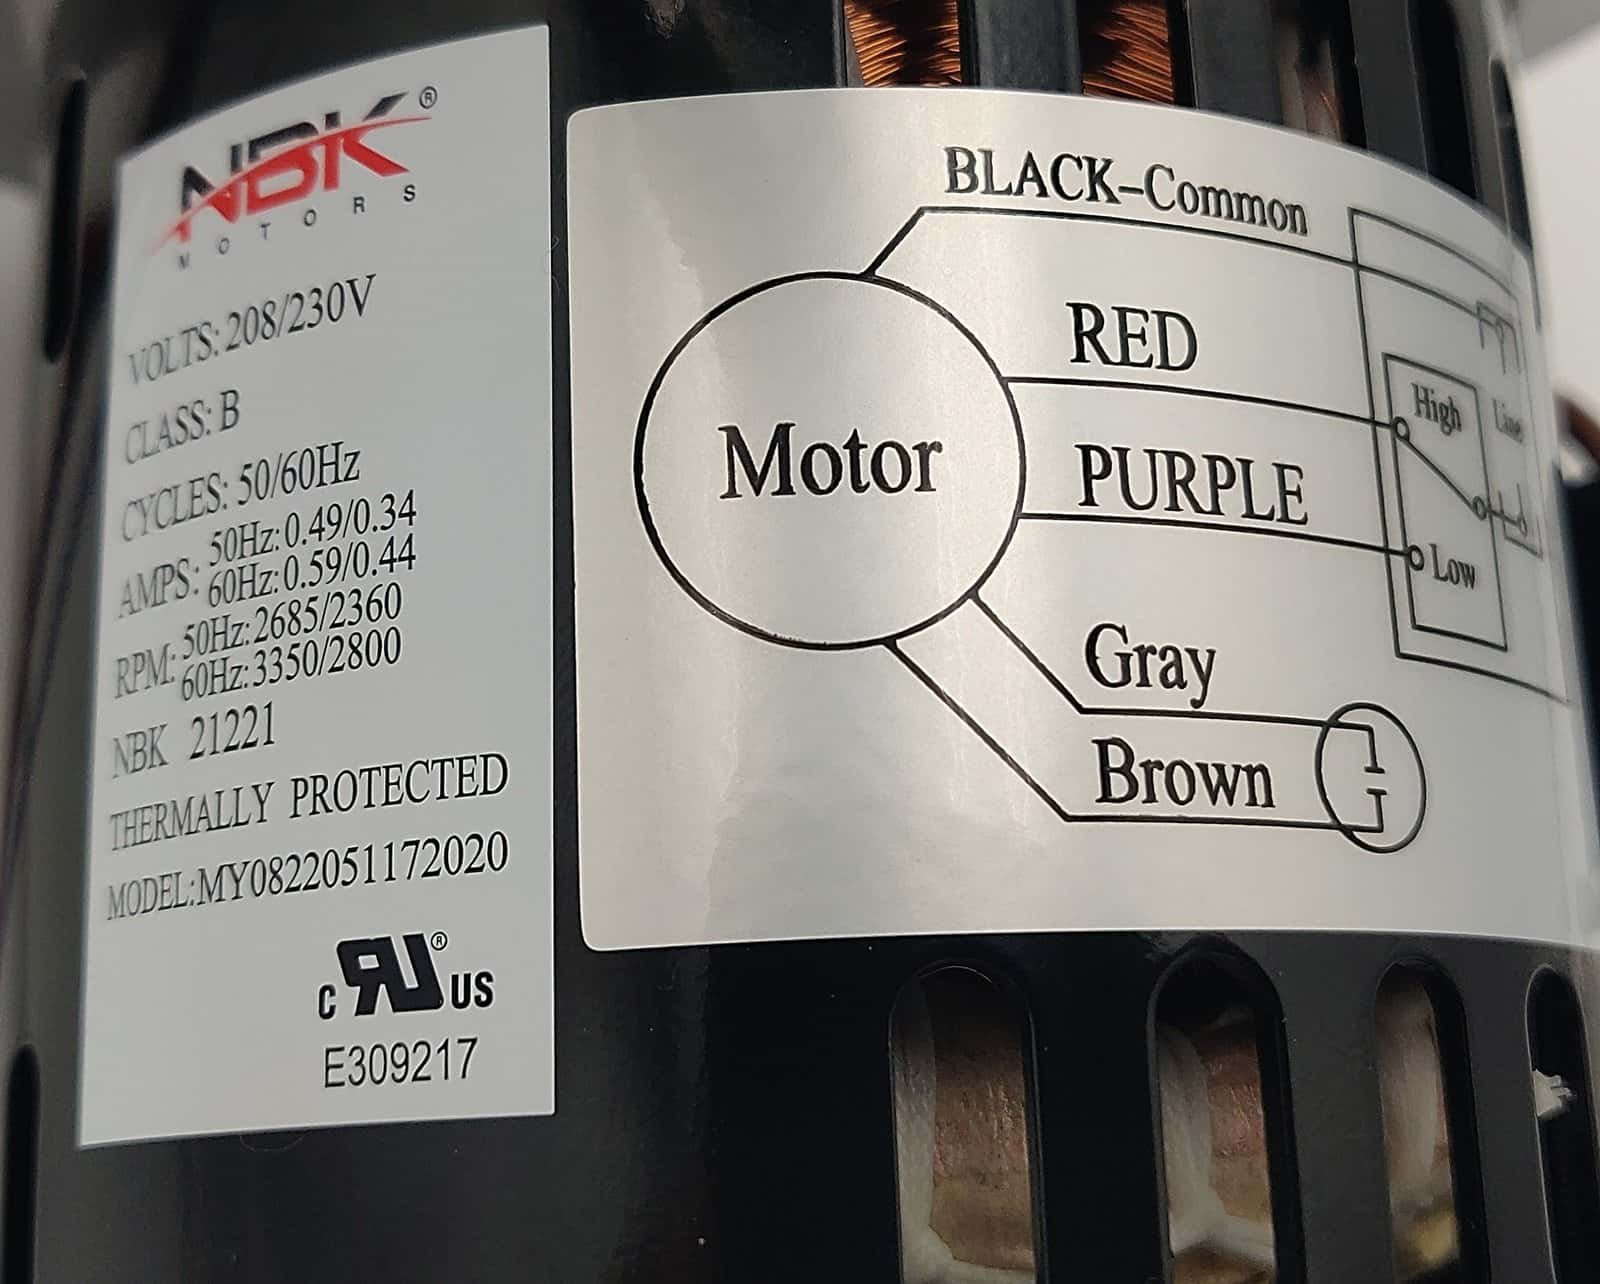 NBK®
MOTORS
VOLTS: 208/230V
CLASS: B
CYCLES: 50/60Hz
AMPS: 50Hz: 0.49/0.34
60Hz: 0.59/0.44
RPM: 50Hz: 2685/2360
60Hz: 3350/2800
NBK 21221
THERMALLY PROTECTED
MODEL:MY0822051172020
c RU® US
E309217
BLACK-Common
RED
PURPLE
Motor
High
Line
Low
Gray
Brown